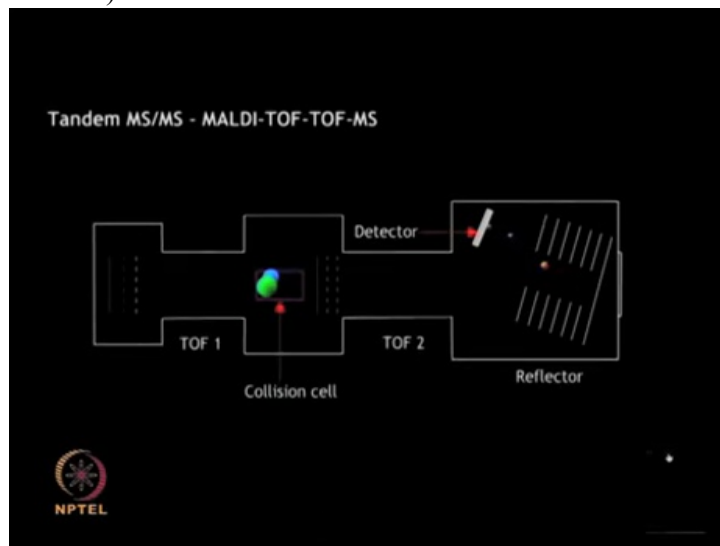 Tandem MS/MS - MALDI-TOF-TOF-MS
Detector
TOF 1
TOF 2
Collision cell
Reflector
NPTEL